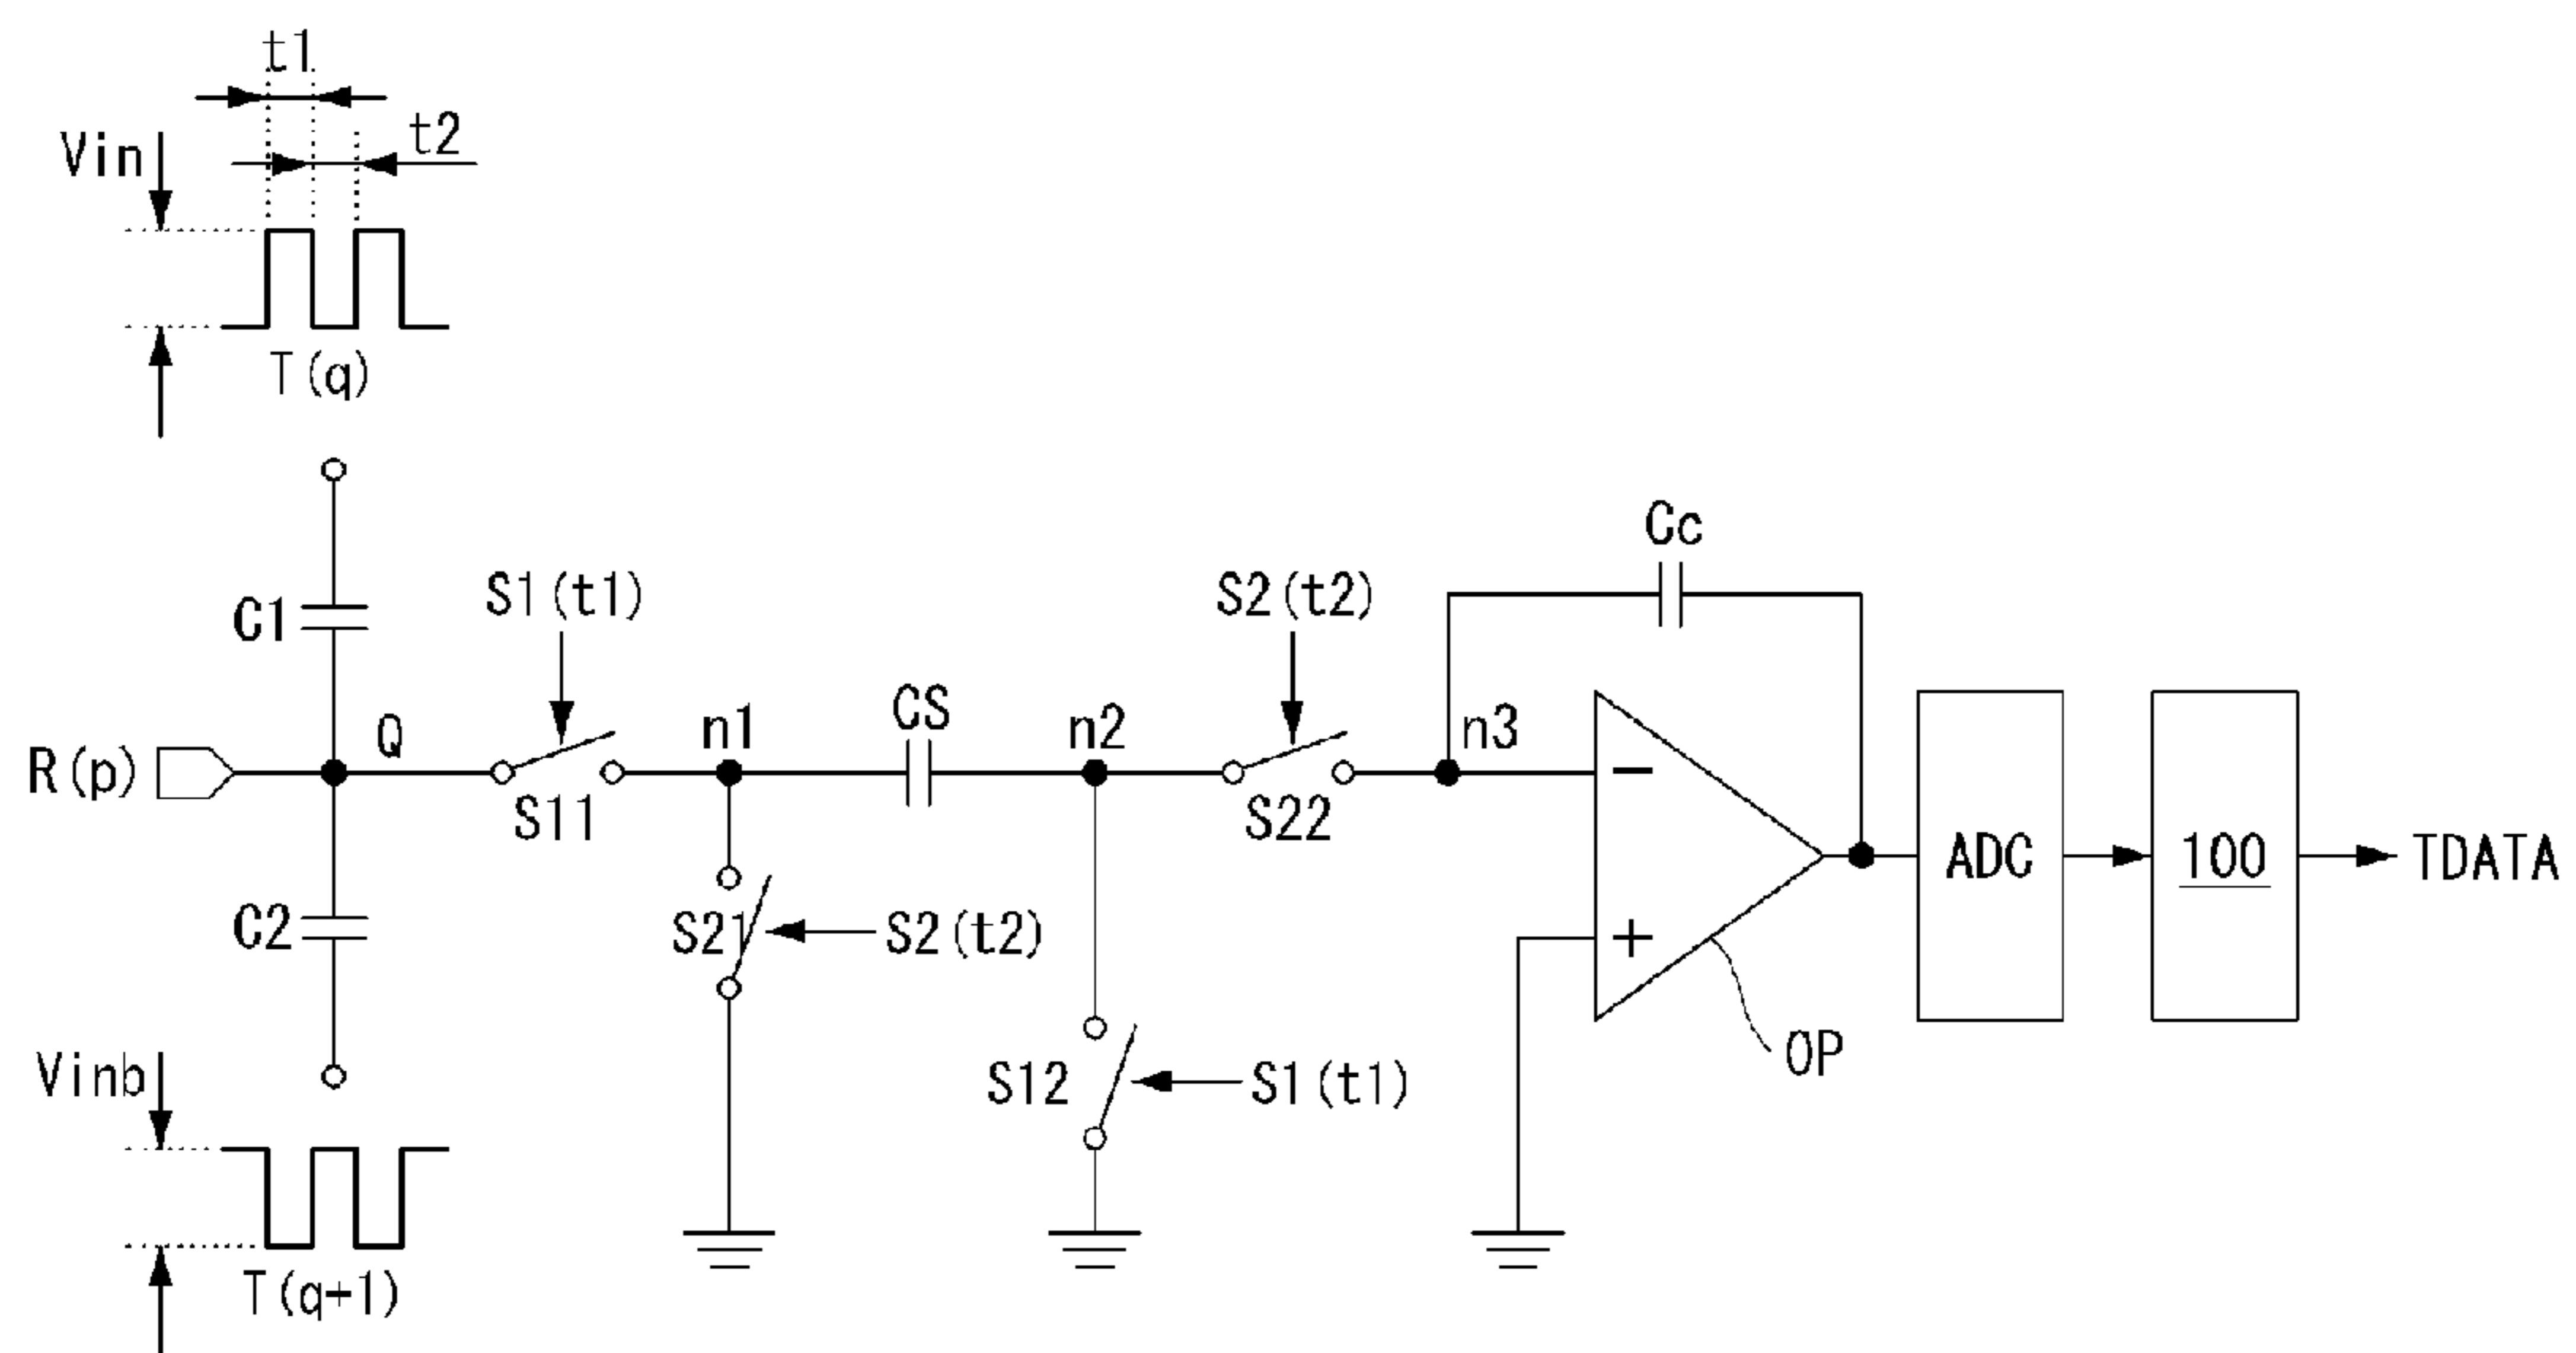 t1
t2
Vin
T(q)
Cc
C1
S1(t1)
S2(t2)
CS
R(p)
Q
n1
n2
n3
S11
S22
ADC
100
TDATA
C2
S21
S2(t2)
−
+
OP
S12
S1(t1)
Vinb
T(q+1)